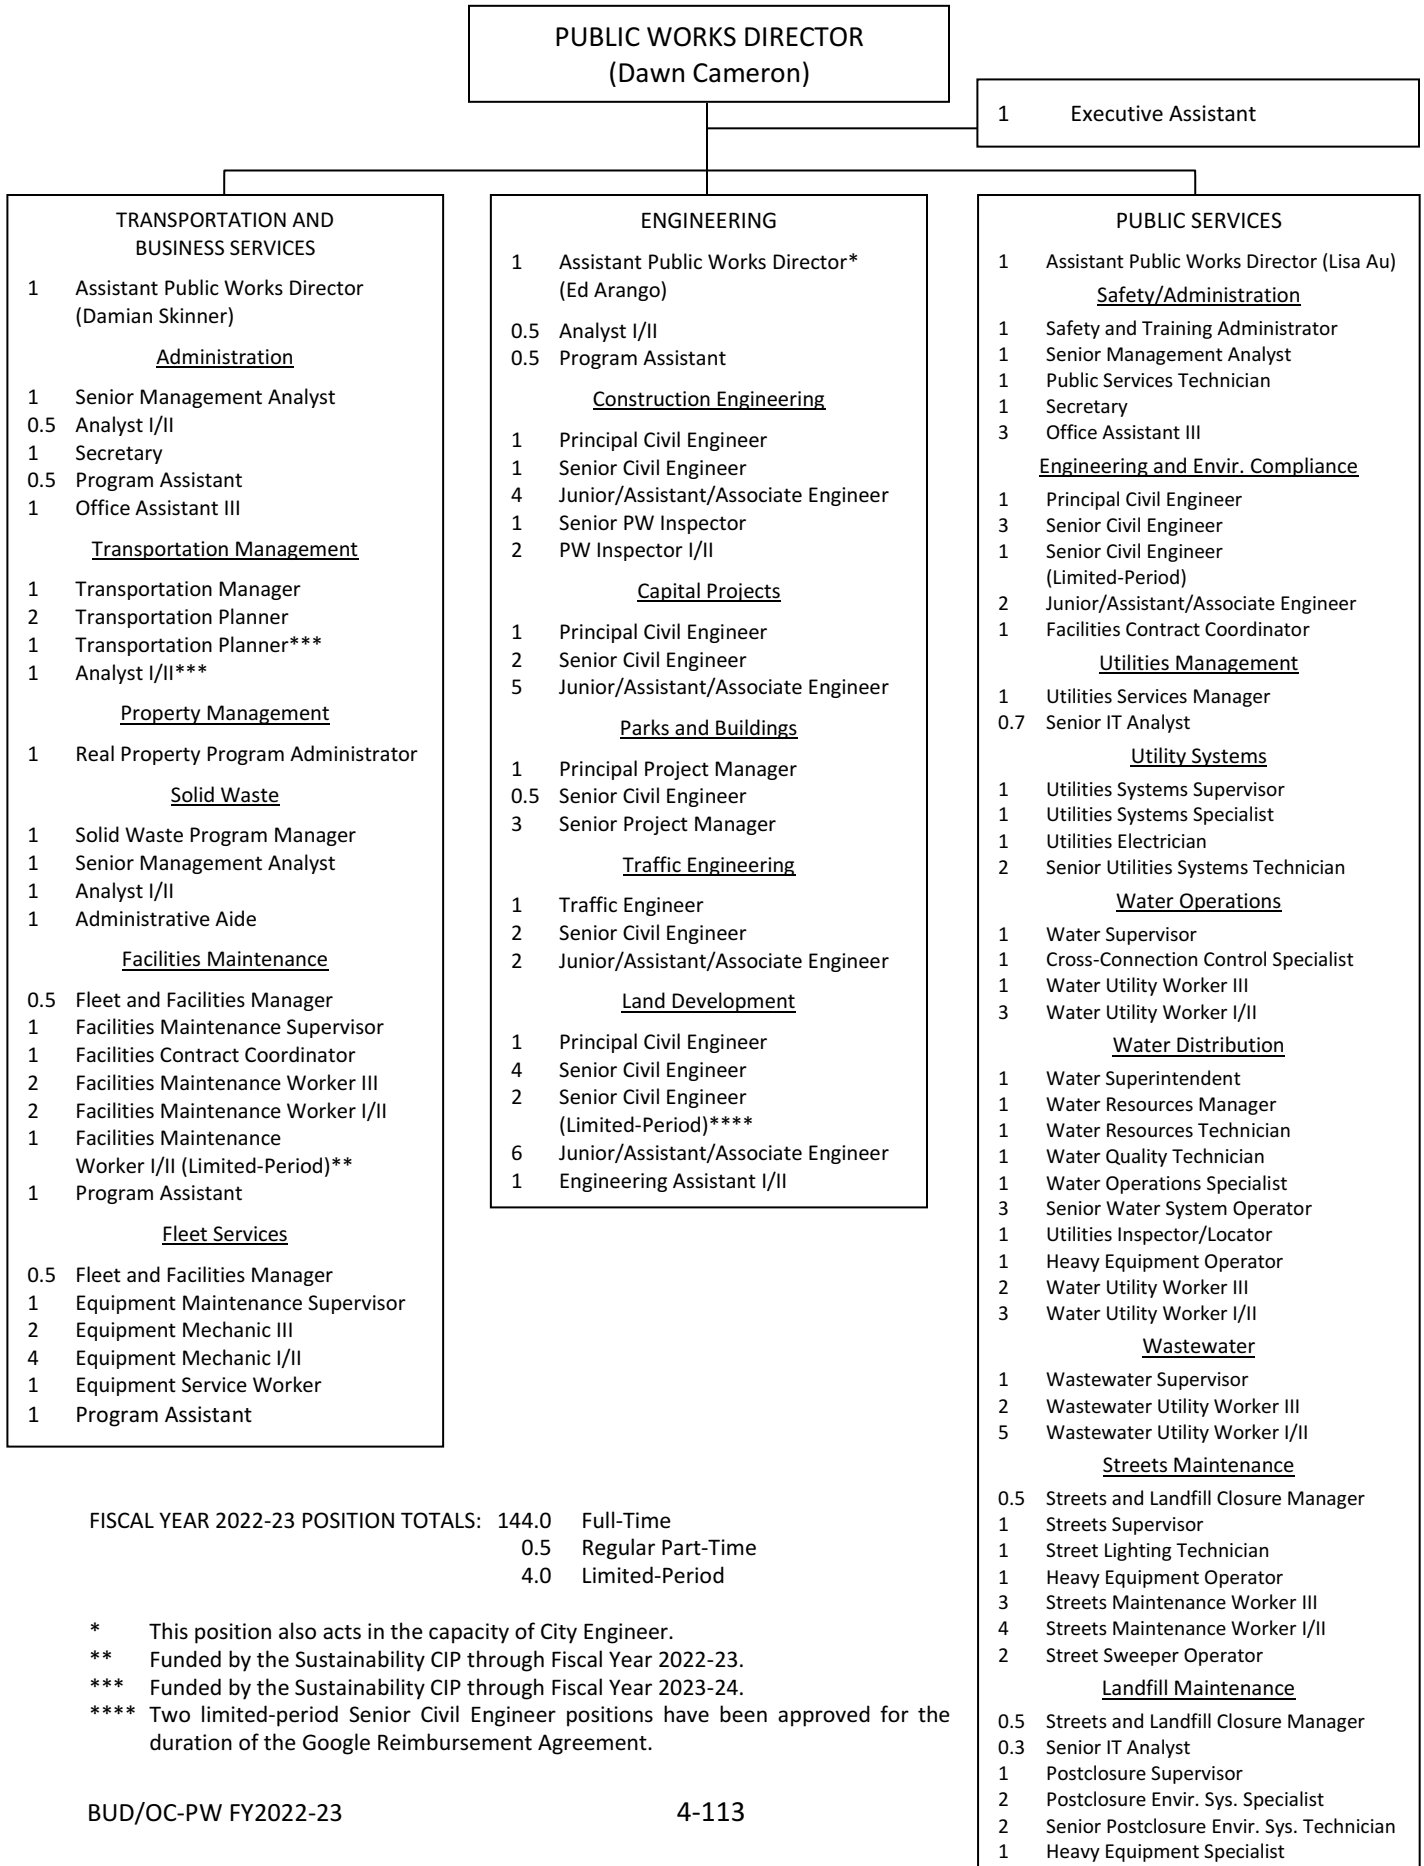 PUBLIC WORKS DIRECTOR
(Dawn Cameron)
1 Executive Assistant
TRANSPORTATION AND
BUSINESS SERVICES
1 Assistant Public Works Director
(Damian Skinner)
Administration
1 Senior Management Analyst
0.5 Analyst I/II
1 Secretary
0.5 Program Assistant
1 Office Assistant III
Transportation Management
1 Transportation Manager
2 Transportation Planner
1 Transportation Planner***
1 Analyst I/II***
Property Management
1 Real Property Program Administrator
Solid Waste
1 Solid Waste Program Manager
1 Senior Management Analyst
1 Analyst I/II
1 Administrative Aide
Facilities Maintenance
0.5 Fleet and Facilities Manager
1 Facilities Maintenance Supervisor
1 Facilities Contract Coordinator
2 Facilities Maintenance Worker III
2 Facilities Maintenance Worker I/II
1 Facilities Maintenance
Worker I/II (Limited-Period)**
1 Program Assistant
Fleet Services
0.5 Fleet and Facilities Manager
1 Equipment Maintenance Supervisor
2 Equipment Mechanic III
4 Equipment Mechanic I/II
1 Equipment Service Worker
1 Program Assistant
ENGINEERING
1 Assistant Public Works Director*
(Ed Arango)
0.5 Analyst I/II
0.5 Program Assistant
Construction Engineering
1 Principal Civil Engineer
1 Senior Civil Engineer
4 Junior/Assistant/Associate Engineer
1 Senior PW Inspector
2 PW Inspector I/II
Capital Projects
1 Principal Civil Engineer
2 Senior Civil Engineer
5 Junior/Assistant/Associate Engineer
Parks and Buildings
1 Principal Project Manager
0.5 Senior Civil Engineer
3 Senior Project Manager
Traffic Engineering
1 Traffic Engineer
2 Senior Civil Engineer
2 Junior/Assistant/Associate Engineer
Land Development
1 Principal Civil Engineer
4 Senior Civil Engineer
2 Senior Civil Engineer
(Limited-Period)****
6 Junior/Assistant/Associate Engineer
1 Engineering Assistant I/II
PUBLIC SERVICES
1 Assistant Public Works Director (Lisa Au)
Safety/Administration
1 Safety and Training Administrator
1 Senior Management Analyst
1 Public Services Technician
1 Secretary
3 Office Assistant III
Engineering and Envir. Compliance
1 Principal Civil Engineer
3 Senior Civil Engineer
1 Senior Civil Engineer
(Limited-Period)
2 Junior/Assistant/Associate Engineer
1 Facilities Contract Coordinator
Utilities Management
1 Utilities Services Manager
0.7 Senior IT Analyst
Utility Systems
1 Utilities Systems Supervisor
1 Utilities Systems Specialist
1 Utilities Electrician
2 Senior Utilities Systems Technician
Water Operations
1 Water Supervisor
1 Cross-Connection Control Specialist
1 Water Utility Worker III
3 Water Utility Worker I/II
Water Distribution
1 Water Superintendent
1 Water Resources Manager
1 Water Resources Technician
1 Water Quality Technician
1 Water Operations Specialist
3 Senior Water System Operator
1 Utilities Inspector/Locator
1 Heavy Equipment Operator
2 Water Utility Worker III
3 Water Utility Worker I/II
Wastewater
1 Wastewater Supervisor
2 Wastewater Utility Worker III
5 Wastewater Utility Worker I/II
Streets Maintenance
0.5 Streets and Landfill Closure Manager
1 Streets Supervisor
1 Street Lighting Technician
1 Heavy Equipment Operator
3 Streets Maintenance Worker III
4 Streets Maintenance Worker I/II
2 Street Sweeper Operator
Landfill Maintenance
0.5 Streets and Landfill Closure Manager
0.3 Senior IT Analyst
1 Postclosure Supervisor
2 Postclosure Envir. Sys. Specialist
2 Senior Postclosure Envir. Sys. Technician
1 Heavy Equipment Specialist
FISCAL YEAR 2022-23 POSITION TOTALS: 144.0 Full-Time
0.5 Regular Part-Time
4.0 Limited-Period
* This position also acts in the capacity of City Engineer.
** Funded by the Sustainability CIP through Fiscal Year 2022-23.
*** Funded by the Sustainability CIP through Fiscal Year 2023-24.
**** Two limited-period Senior Civil Engineer positions have been approved for the
duration of the Google Reimbursement Agreement.
BUD/OC-PW FY2022-23 4-113